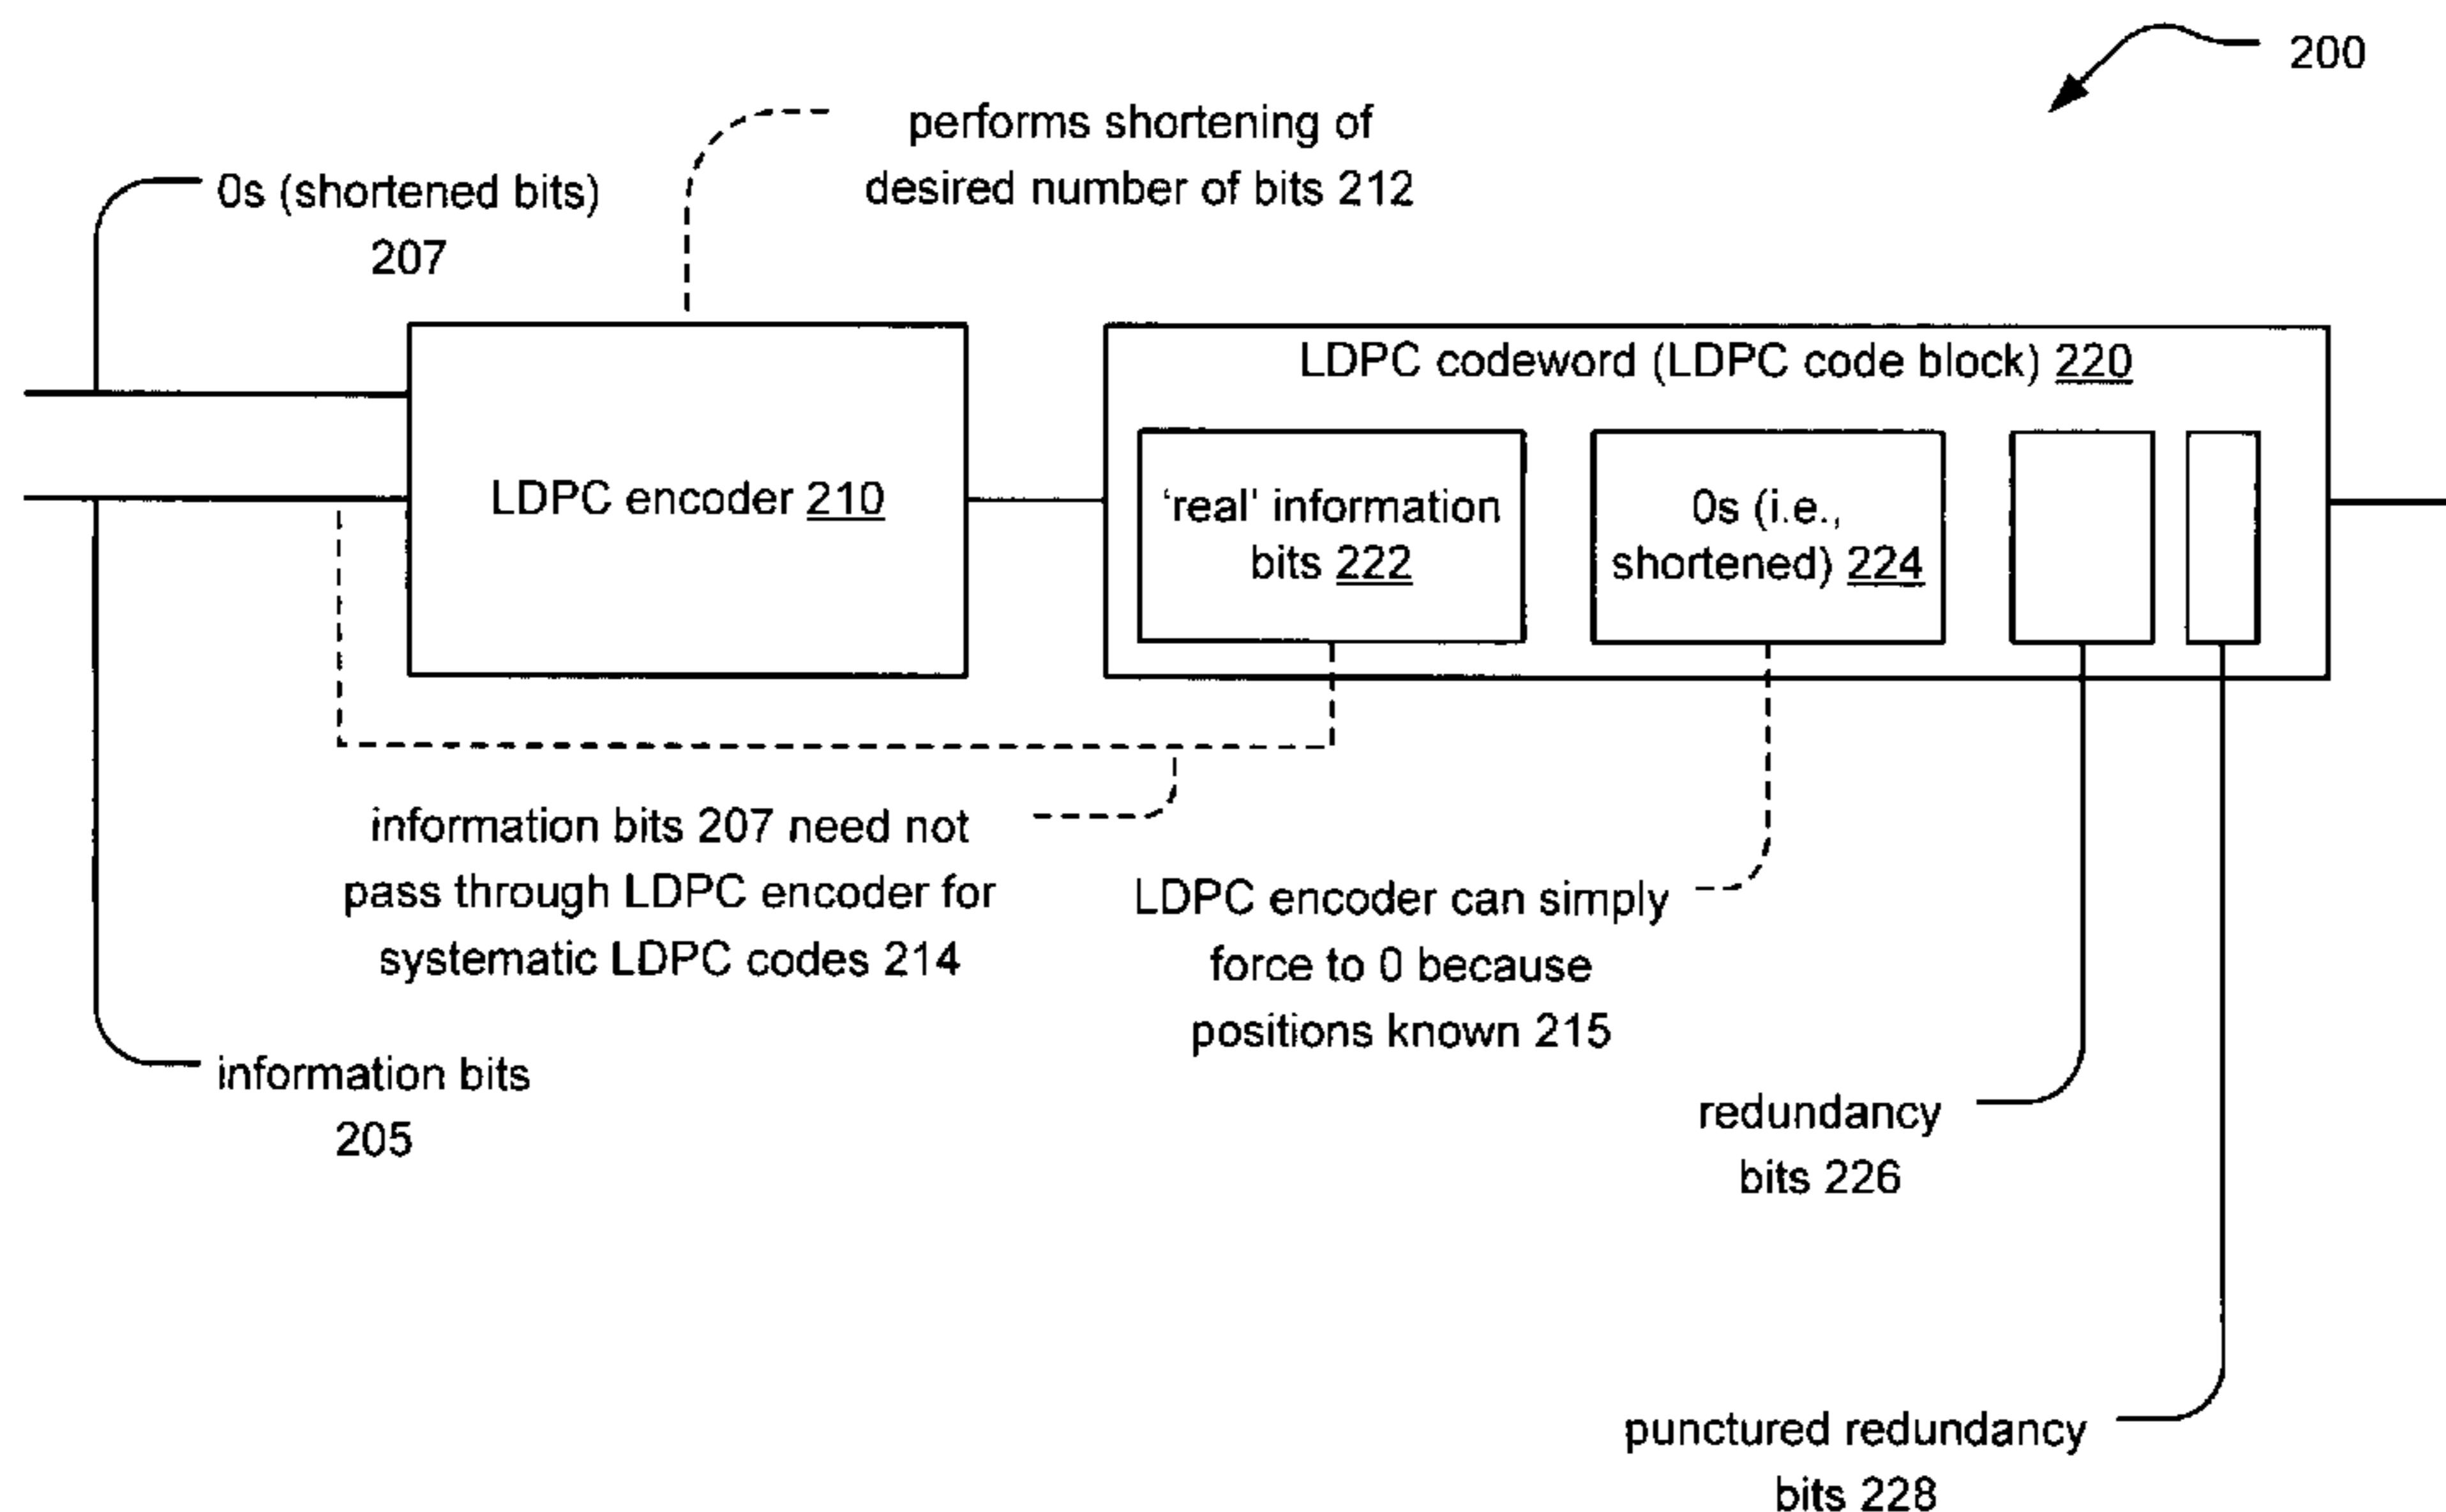 200
performs shortening of
desired number of bits 212
0s (shortened bits)
207
LDPC encoder 210
LDPC codeword (LDPC code block) 220
'real' information
bits 222
0s (i.e.,
shortened) 224
information bits 207 need not
pass through LDPC encoder for
systematic LDPC codes 214
LDPC encoder can simply
force to 0 because
positions known 215
information bits
205
redundancy
bits 226
punctured redundancy
bits 228